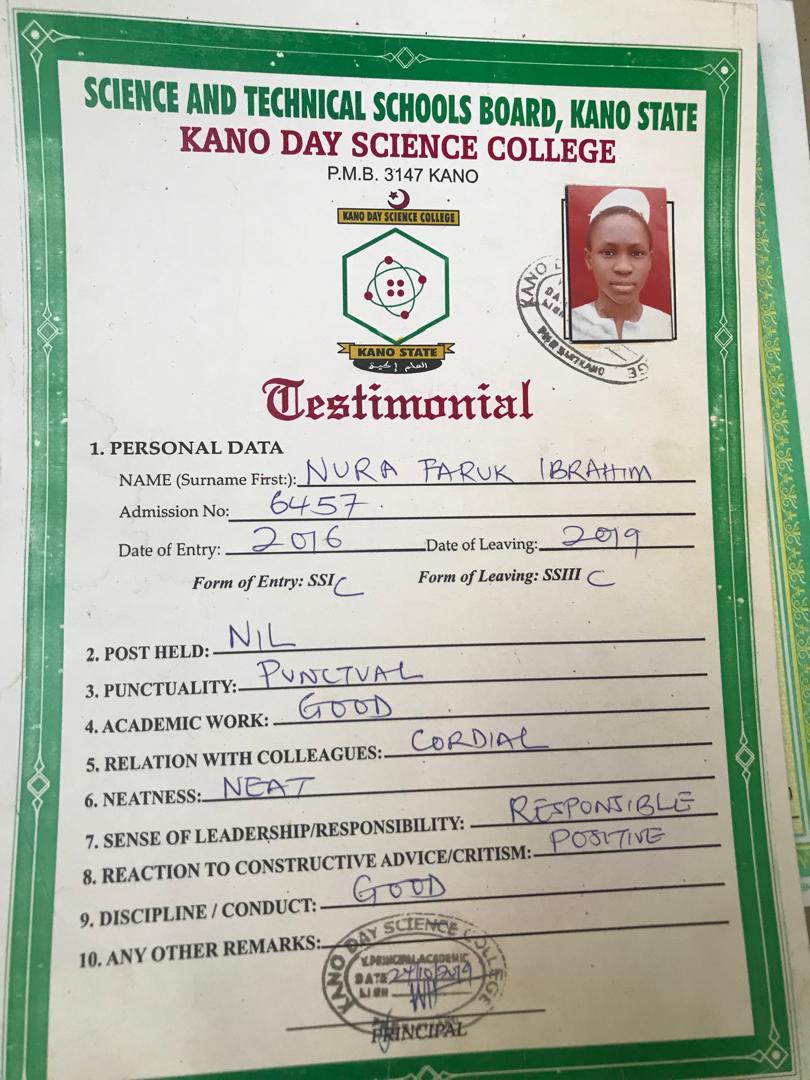 SCIENCE AND TECHNICAL SCHOOLS BOARD, KANO STATE
KANO DAY SCIENCE COLLEGE
P.M.B. 3147 KANO
KANO DAY SCIENCE COLLEGE
KANO STATE
Testimonial
1. PERSONAL DATA
NAME (Surname First:): NURA FARUK IBRAHIM
Admission No: 6457
Date of Entry: 2016 Date of Leaving: 2019
Form of Entry: SSI C Form of Leaving: SSIII C
2. POST HELD: NIL
3. PUNCTUALITY: PUNCTUAL
4. ACADEMIC WORK: GOOD
5. RELATION WITH COLLEAGUES: CORDIAL
6. NEATNESS: NEAT
7. SENSE OF LEADERSHIP/RESPONSIBILITY: RESPONSIBLE
8. REACTION TO CONSTRUCTIVE ADVICE/CRITISM: POSITIVE
9. DISCIPLINE / CONDUCT: GOOD
10. ANY OTHER REMARKS:
KANO DAY SCIENCE COLLEGE
V.PRINCIPAL ACADEMIC
DATE 24/10/2019
SIGN
PRINCIPAL